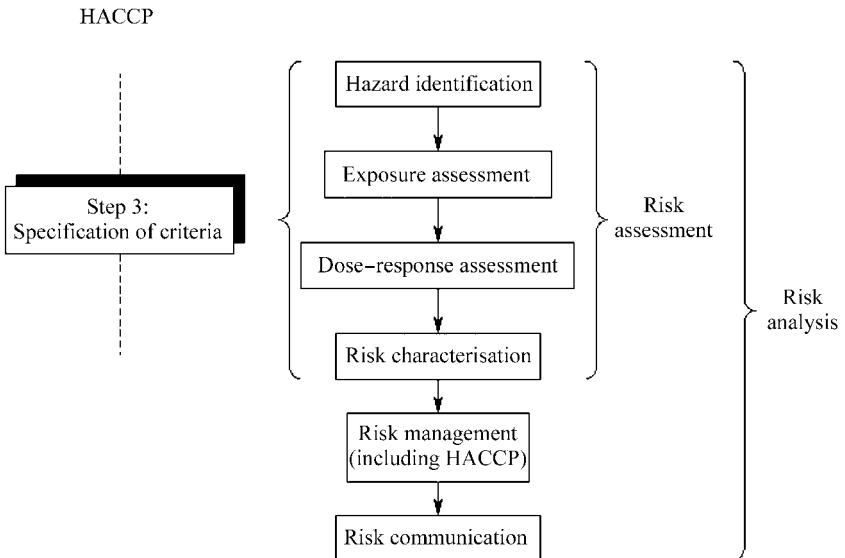 HACCP
Step 3:
Specification of criteria
Hazard identification
Exposure assessment
Dose–response assessment
Risk characterisation
Risk management
(including HACCP)
Risk communication
Risk
assessment
Risk
analysis